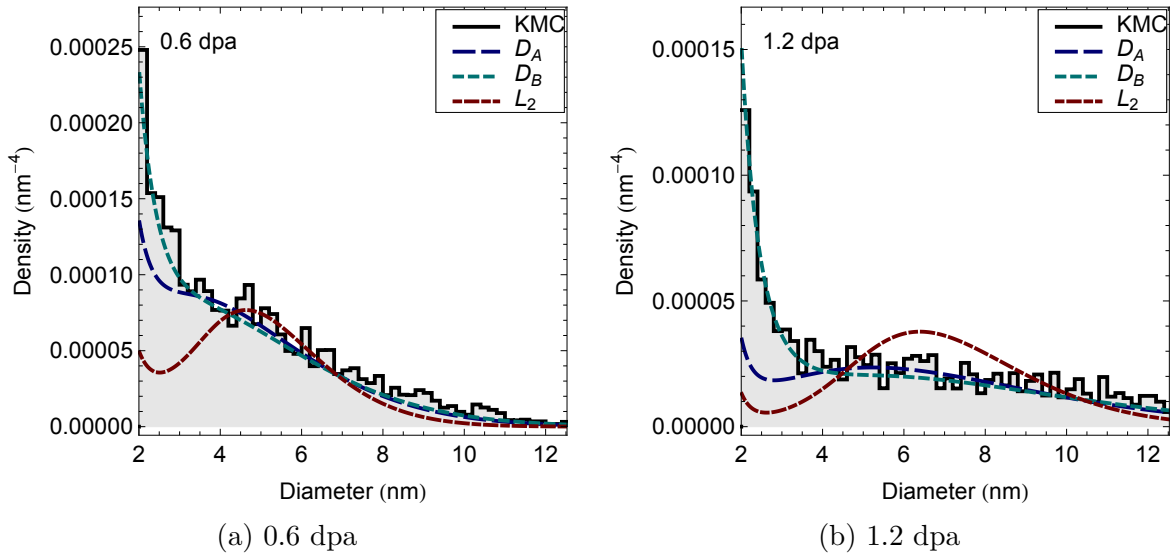 0.6 dpa
KMC
D_A
D_B
L_2
0.00025
0.00020
0.00015
0.00010
0.00005
0.00000
Density (nm⁻⁴)
2 4 6 8 10 12
Diameter (nm)
(a) 0.6 dpa
1.2 dpa
KMC
D_A
D_B
L_2
0.00015
0.00010
0.00005
0.00000
Density (nm⁻⁴)
2 4 6 8 10 12
Diameter (nm)
(b) 1.2 dpa